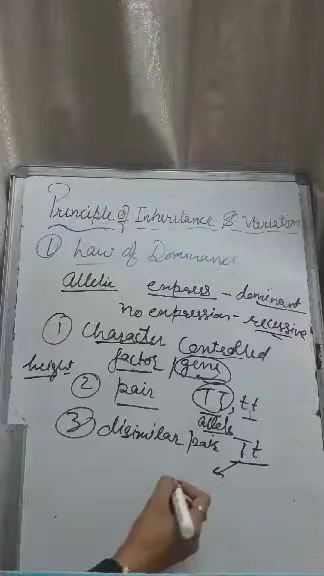 Principle of Inheritance & Variation
① Law of Dominance
allelic express - dominant
No expression - recessive
① Character Controlled
factor / gene
height
② pair TT, tt
allele
③ dissimilar pair Tt